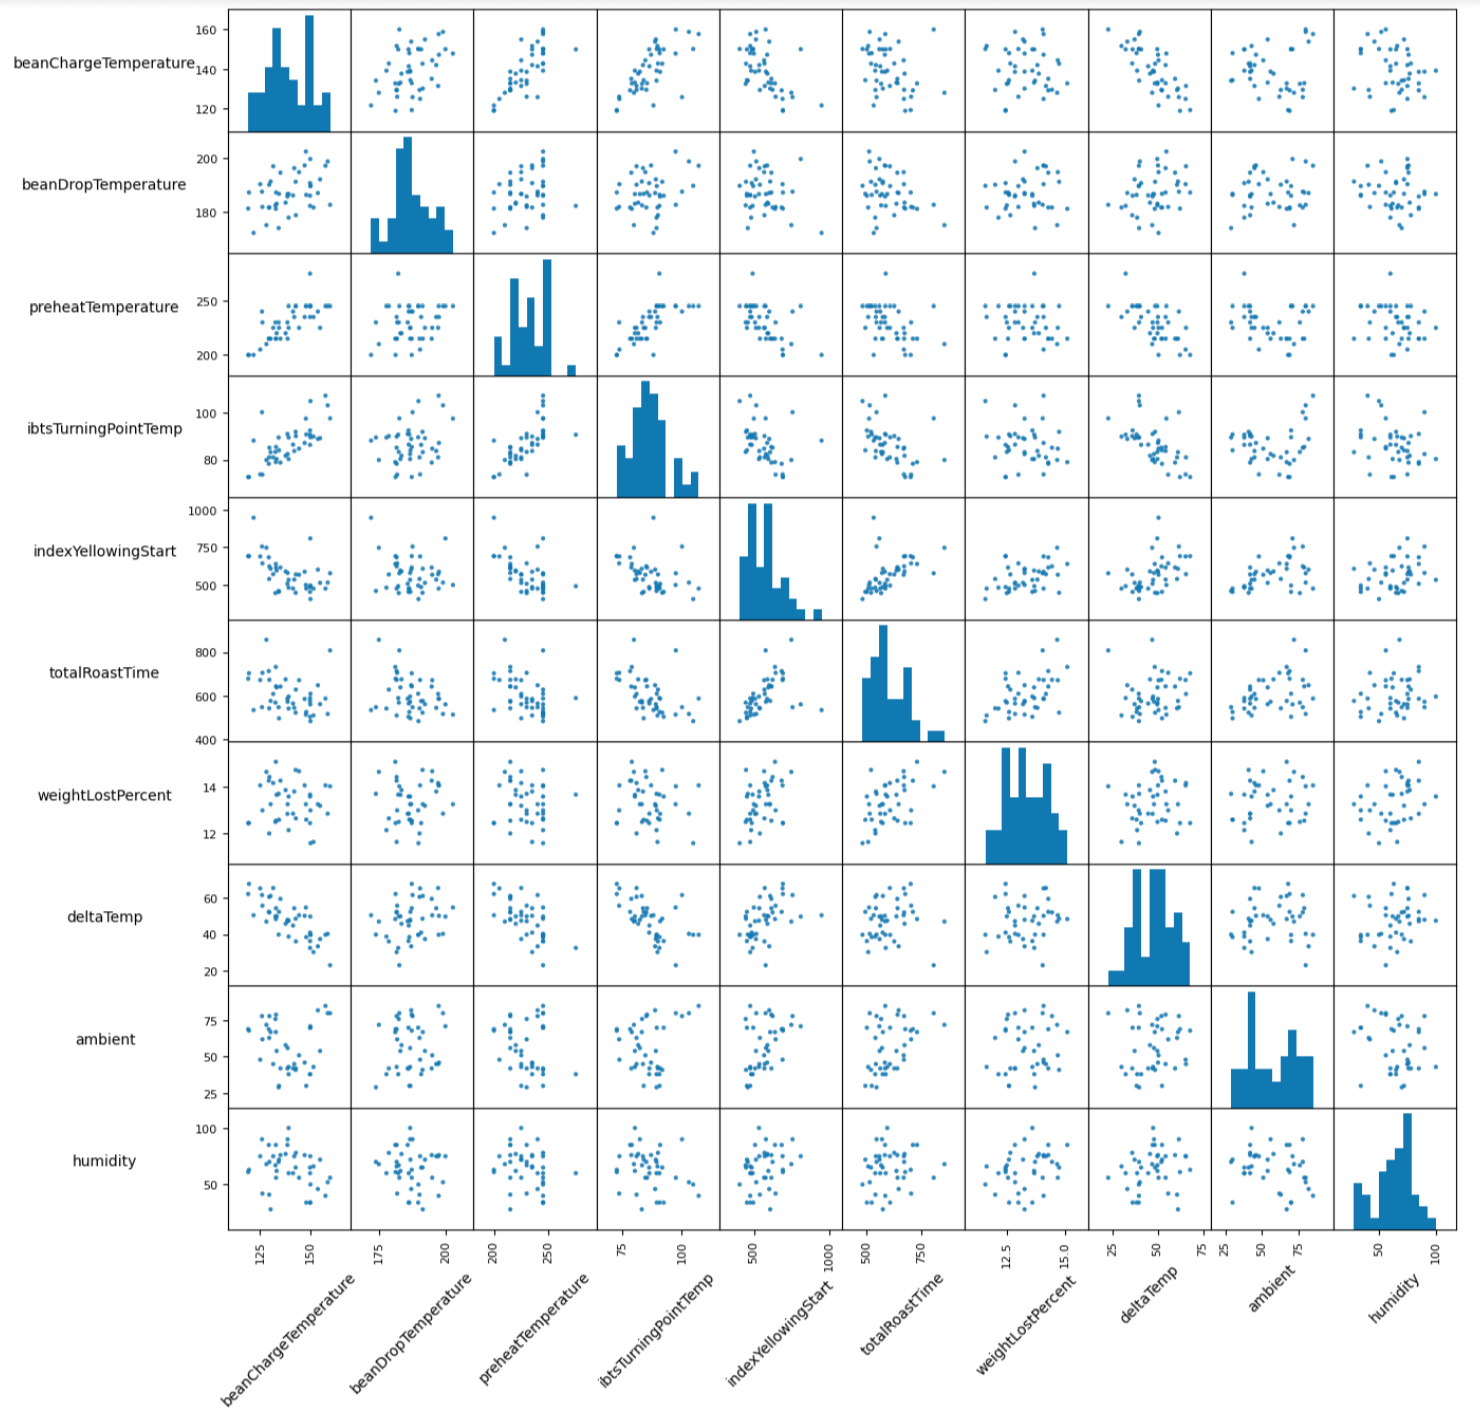 160
beanChargeTemperature
140
120
200
beanDropTemperature
180
preheatTemperature
250
200
100
ibtsTurningPointTemp
80
1000
indexYellowingStart
750
500
800
totalRoastTime
600
400
14
weightLostPercent
12
60
deltaTemp
40
20
75
ambient
50
25
100
humidity
50
125 150 175 200 200 250 75 100 500 1000 500 750 12.5 15.0 25 50 75 25 50 75 50 100
beanChargeTemperature beanDropTemperature preheatTemperature ibtsTurningPointTemp indexYellowingStart totalRoastTime weightLostPercent deltaTemp ambient humidity